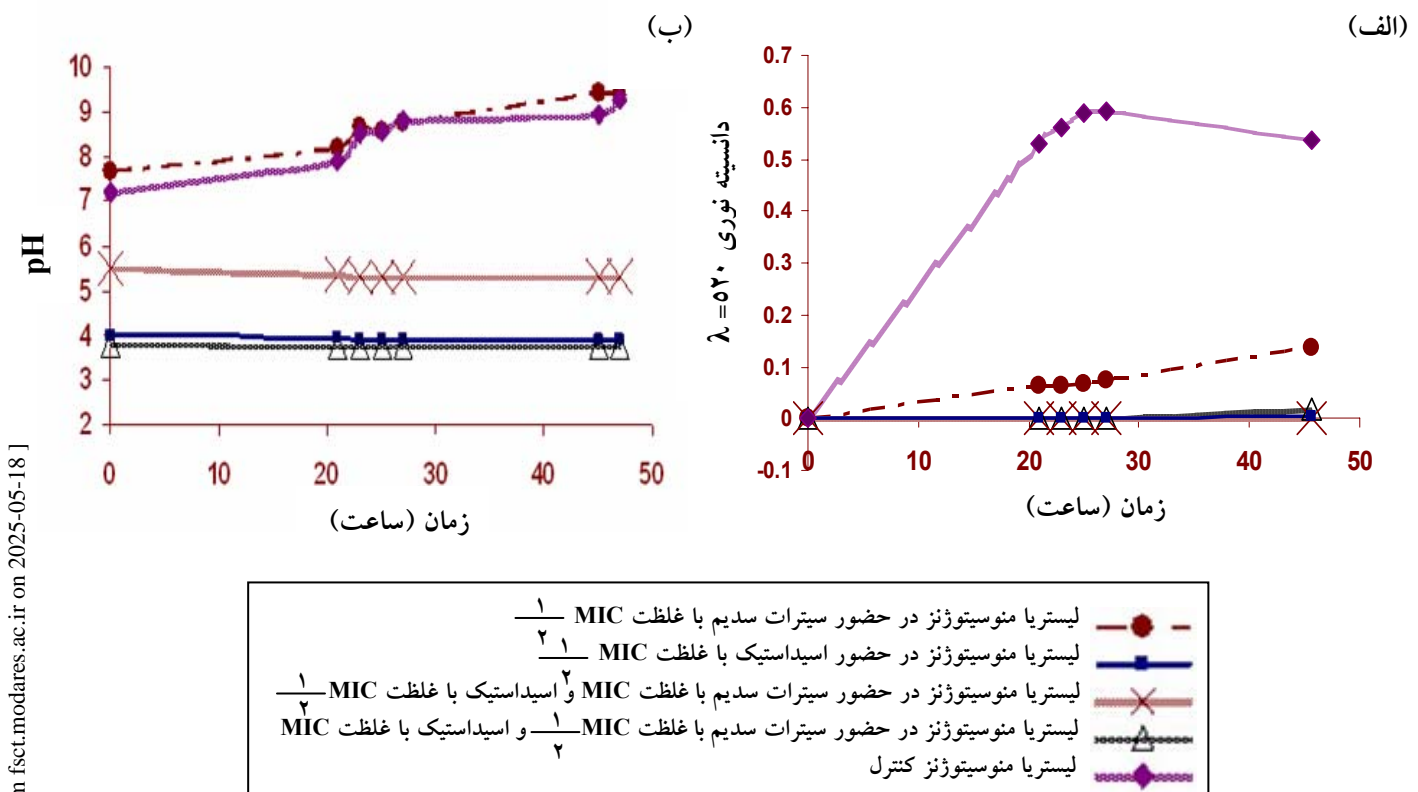 (الف)
0.7
0.6
0.5
0.4
0.3
0.2
0.1
0
-0.1
دانسیته نوری ۵۲۰= λ
0 10 20 30 40 50
زمان (ساعت)
(ب)
10
9
8
7
6
5
4
3
2
pH
0 10 20 30 40 50
زمان (ساعت)
لیستریا منوسیتوژنز در حضور سیترات سدیم با غلظت MIC ۱/۲
لیستریا منوسیتوژنز در حضور اسیداستیک با غلظت MIC ۱/۲
لیستریا منوسیتوژنز در حضور سیترات سدیم با غلظت MIC و اسیداستیک با غلظت MIC ۱/۲
لیستریا منوسیتوژنز در حضور سیترات سدیم با غلظت MIC ۱/۲ و اسیداستیک با غلظت MIC
لیستریا منوسیتوژنز کنترل
fsct.modares.ac.ir on 2025-05-18 ]